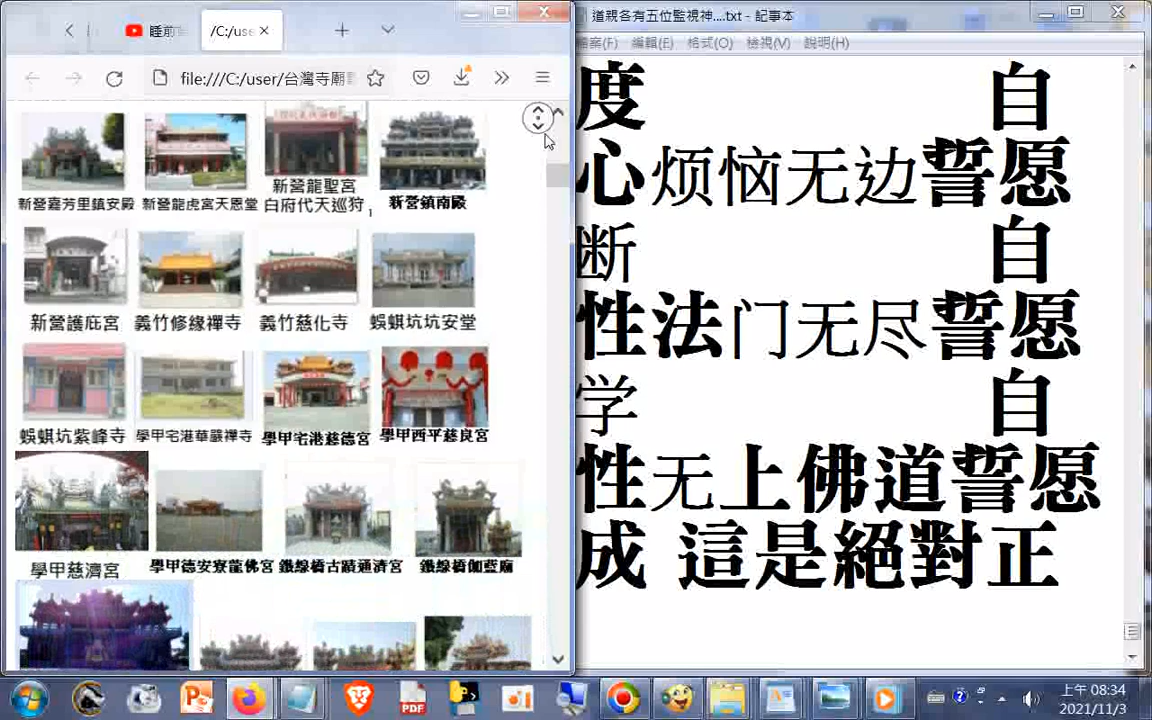 道親各有五位監視神....txt - 記事本
睡前
/C:/use
檔案(F) 編輯(E) 格式(O) 檢視(V) 說明(H)
file:///C:/user/台灣寺廟
新營嘉芳里鎮安殿 新營龍虎宮天恩堂 新營龍聖宮 新營鎮南殿
白府代天巡狩
新營護庇宮 義竹修緣禪寺 義竹慈化寺 蜈蜞坑坑安堂
蜈蜞坑紫峰寺 學甲宅港華嚴禪寺 學甲宅港慈德宮 學甲西平慈良宮
學甲慈濟宮 學甲德安寮龍佛宮 鐵線橋古蹟通濟宮 鐵線橋伽藍廟
度 自
心烦恼无边誓愿
断 自
性法门无尽誓愿
学 自
性无上佛道誓愿
成 這是絕對正
上午 08:34
2021/11/3